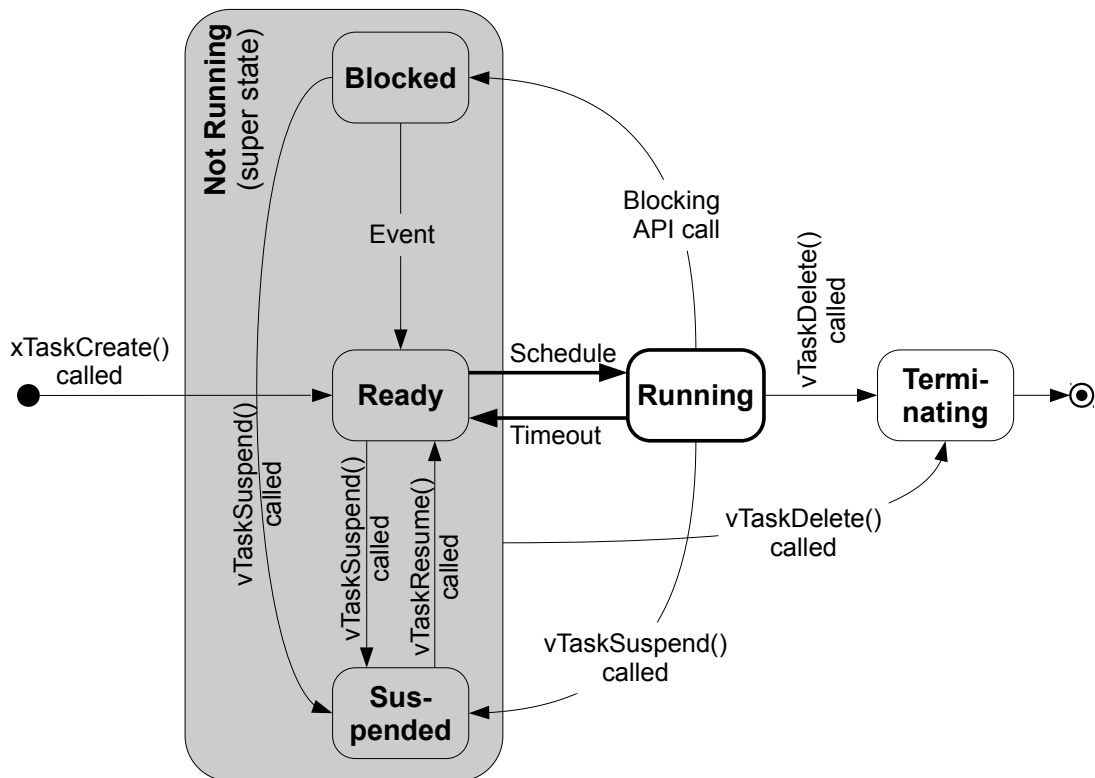 Blocked
Not Running
(super state)
Blocking
API call
Event
vTaskDelete()
called
xTaskCreate()
called
Schedule
Ready
Running
Termi-
nating
Timeout
vTaskSuspend()
called
vTaskSuspend()
called
vTaskResume()
called
vTaskDelete()
called
vTaskSuspend()
called
Sus-
pended